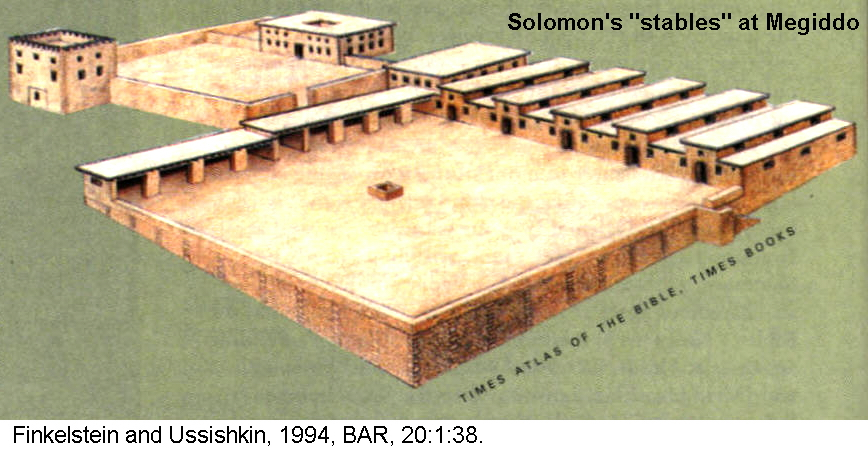 Solomon's "stables" at Megiddo
TIMES ATLAS OF THE BIBLE, TIMES BOOKS
Finkelstein and Ussishkin, 1994, BAR, 20:1:38.